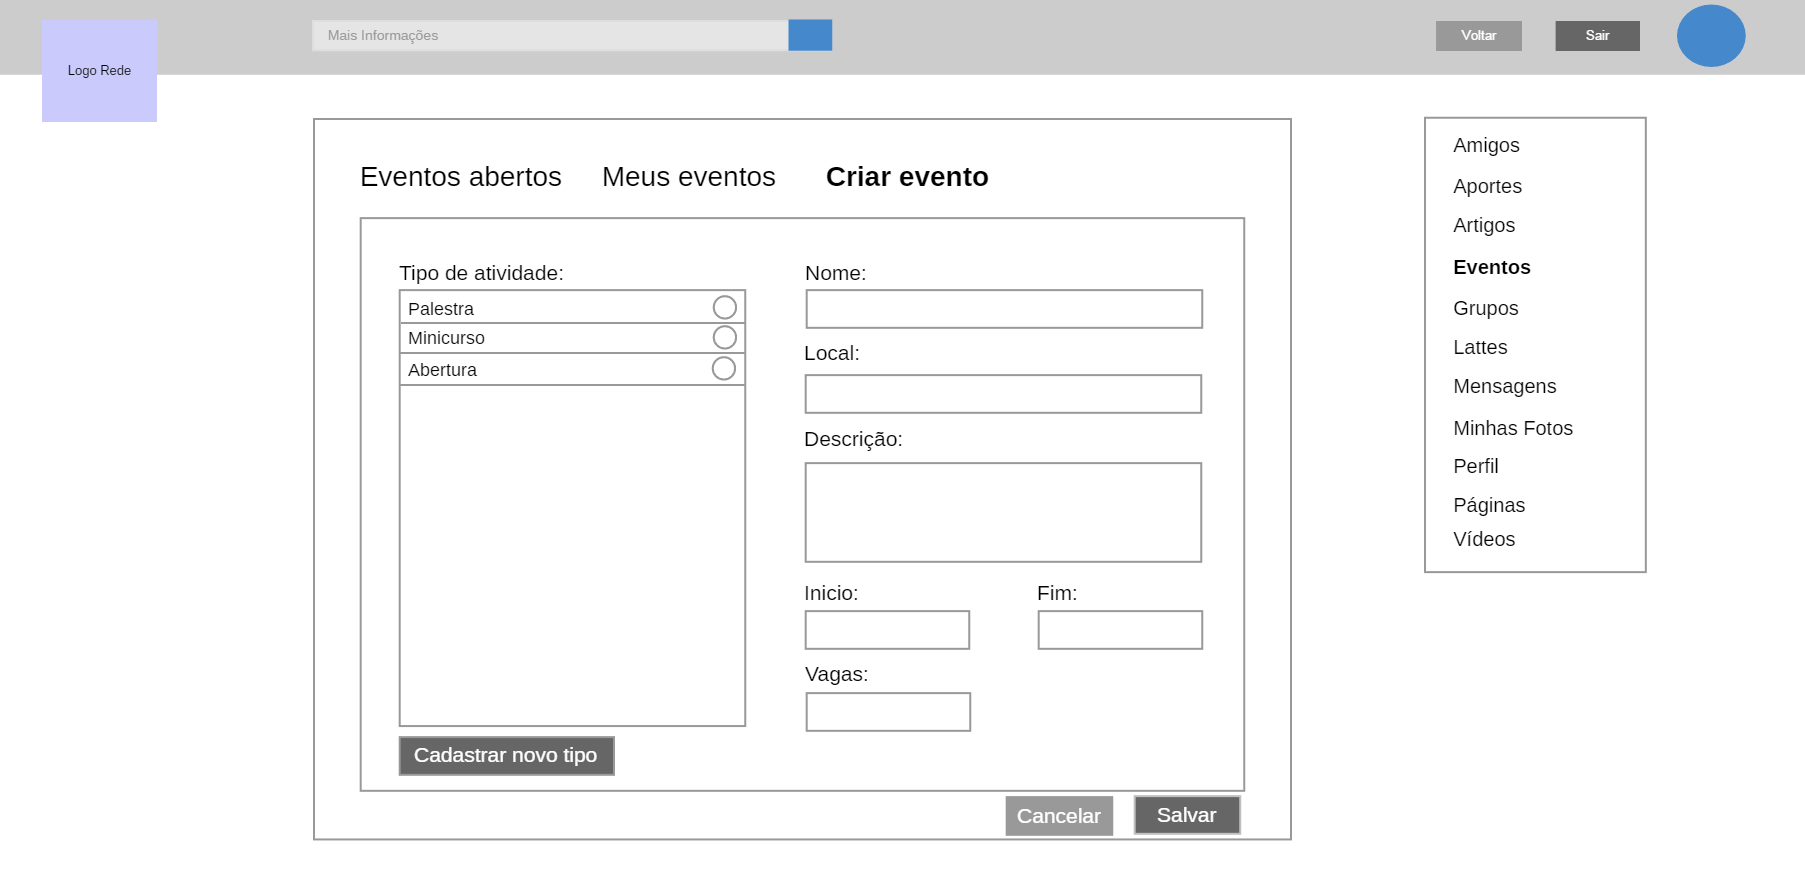 Mais Informações
Voltar
Sair
Logo Rede
Eventos abertos
Meus eventos
Criar evento
Tipo de atividade:
Palestra
Minicurso
Abertura
Cadastrar novo tipo
Nome:
Local:
Descrição:
Inicio:
Fim:
Vagas:
Cancelar
Salvar
Amigos
Aportes
Artigos
Eventos
Grupos
Lattes
Mensagens
Minhas Fotos
Perfil
Páginas
Vídeos